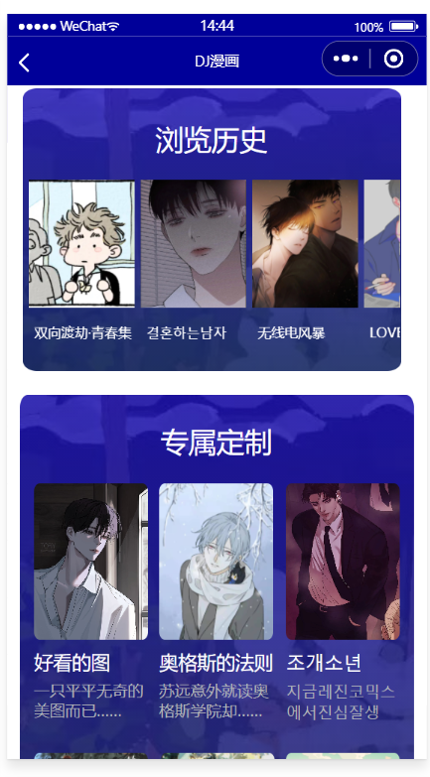 WeChat 14:44 100%
DJ漫画
浏览历史
双向渡劫·青春集 결혼하는남자 无线电风暴 LOVE
专属定制
好看的图 奥格斯的法则 조개소년
一只平平无奇的 苏远意外就读奥 지금레진코믹스
美图而已...... 格斯学院却...... 에서진심잘생